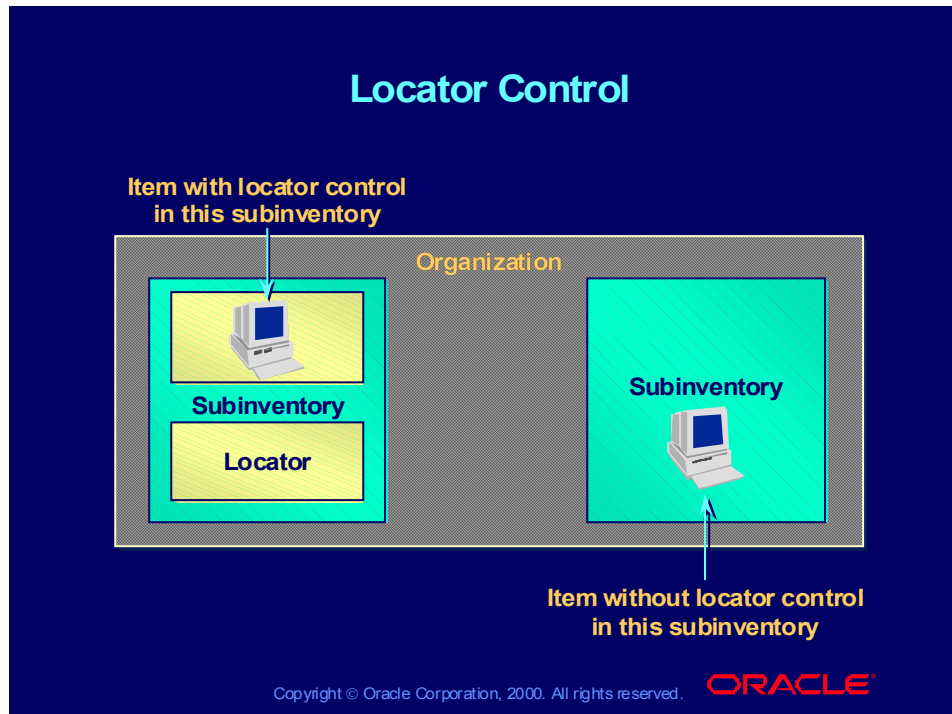 Locator Control
Item with locator control
in this subinventory
Organization
Subinventory
Locator
Subinventory
Item without locator control
in this subinventory
Copyright © Oracle Corporation, 2000. All rights reserved.
ORACLE®